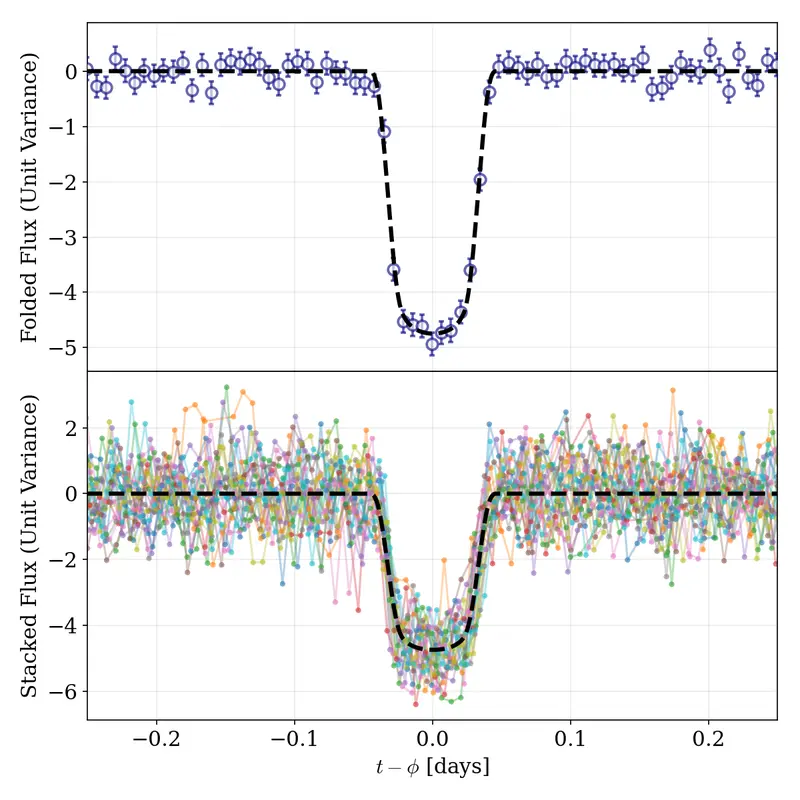 Folded Flux (Unit Variance)
0
−1
−2
−3
−4
−5
Stacked Flux (Unit Variance)
2
0
−2
−4
−6
−0.2 −0.1 0.0 0.1 0.2
t − ϕ [days]